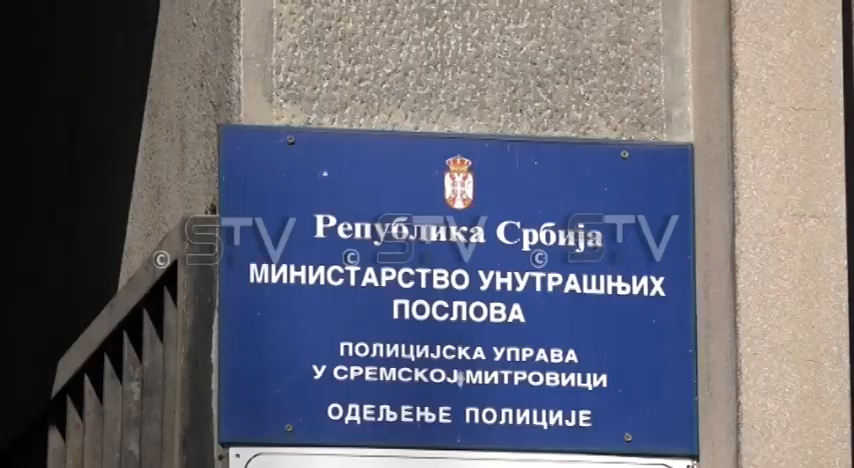 Република Србија
© STV © STV © STV
МИНИСТАРСТВО УНУТРАШЊИХ
ПОСЛОВА
ПОЛИЦИЈСКА УПРАВА
У СРЕМСКОЈ МИТРОВИЦИ
ОДЕЉЕЊЕ ПОЛИЦИЈЕ